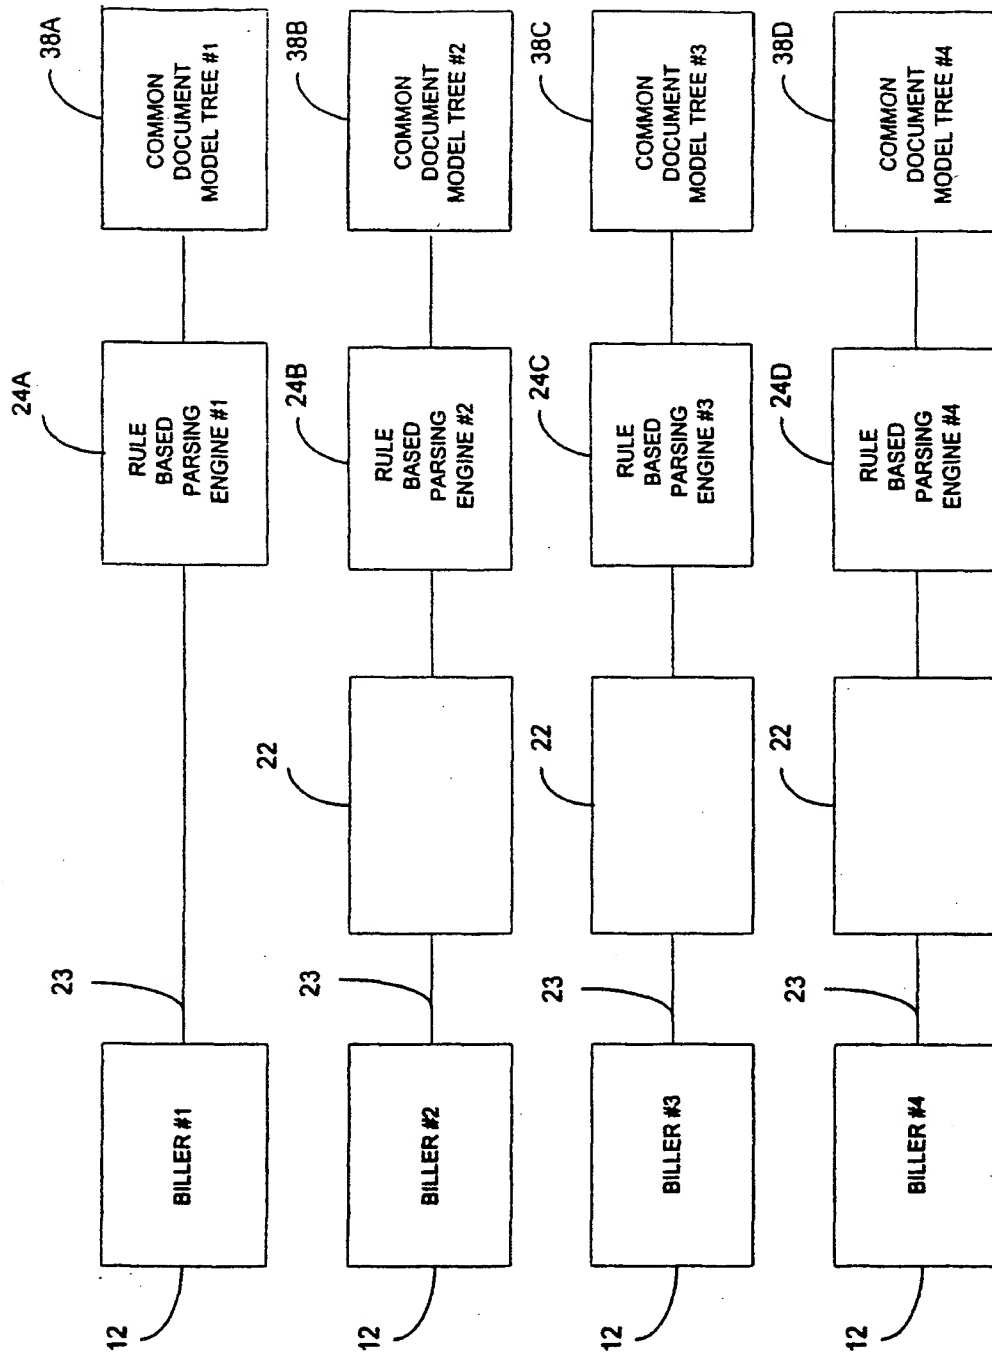 12
BILLER #1
23
24A
RULE
BASED
PARSING
ENGINE #1
38A
COMMON
DOCUMENT
MODEL TREE #1
12
BILLER #2
23
22
24B
RULE
BASED
PARSING
ENGINE #2
38B
COMMON
DOCUMENT
MODEL TREE #2
12
BILLER #3
23
22
24C
RULE
BASED
PARSING
ENGINE #3
38C
COMMON
DOCUMENT
MODEL TREE #3
12
BILLER #4
23
22
24D
RULE
BASED
PARSING
ENGINE #4
38D
COMMON
DOCUMENT
MODEL TREE #4